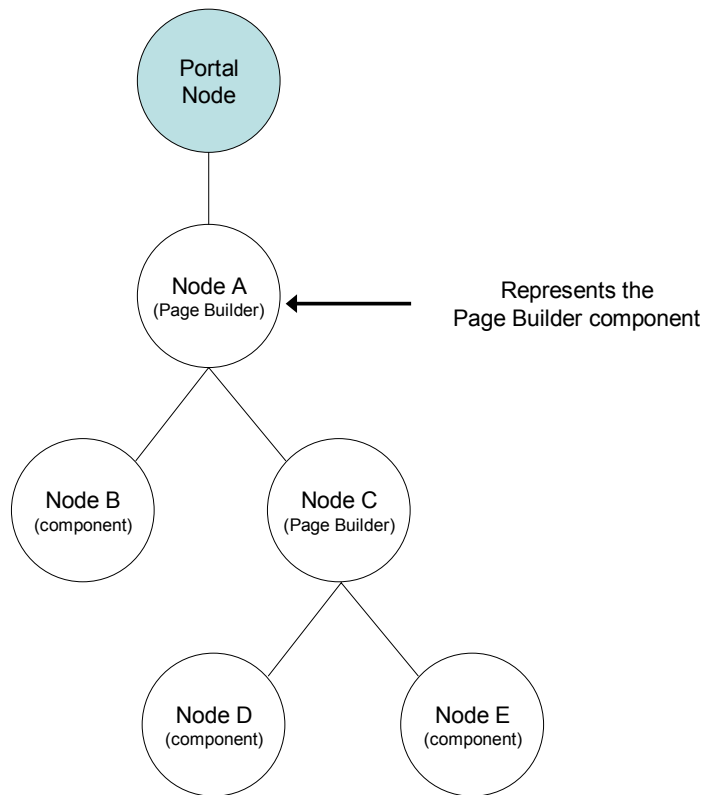 Portal
Node
Node A
(Page Builder)
Represents the
Page Builder component
Node B
(component)
Node C
(Page Builder)
Node D
(component)
Node E
(component)